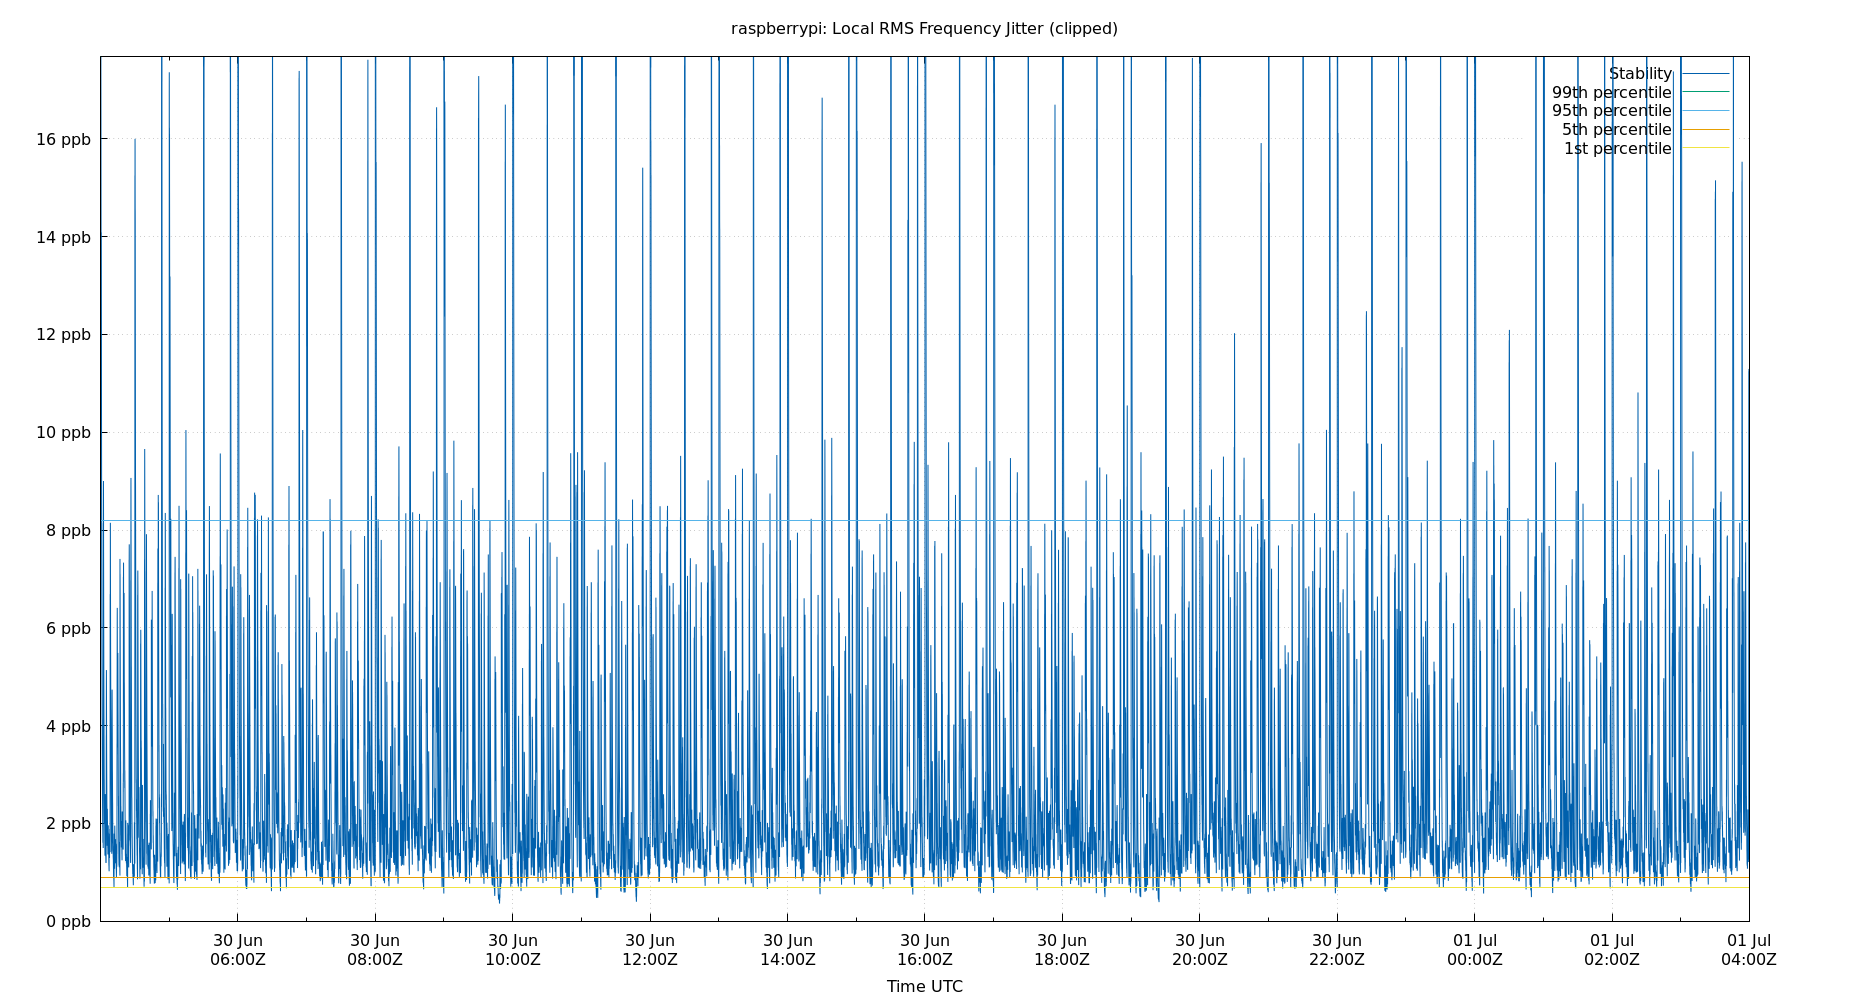 raspberrypi: Local RMS Frequency Jitter (clipped)
Stability
99th percentile
95th percentile
5th percentile
1st percentile
16 ppb
14 ppb
12 ppb
10 ppb
8 ppb
6 ppb
4 ppb
2 ppb
0 ppb
30 Jun 30 Jun 30 Jun 30 Jun 30 Jun 30 Jun 30 Jun 30 Jun 30 Jun 01 Jul 01 Jul 01 Jul
06:00Z 08:00Z 10:00Z 12:00Z 14:00Z 16:00Z 18:00Z 20:00Z 22:00Z 00:00Z 02:00Z 04:00Z
Time UTC